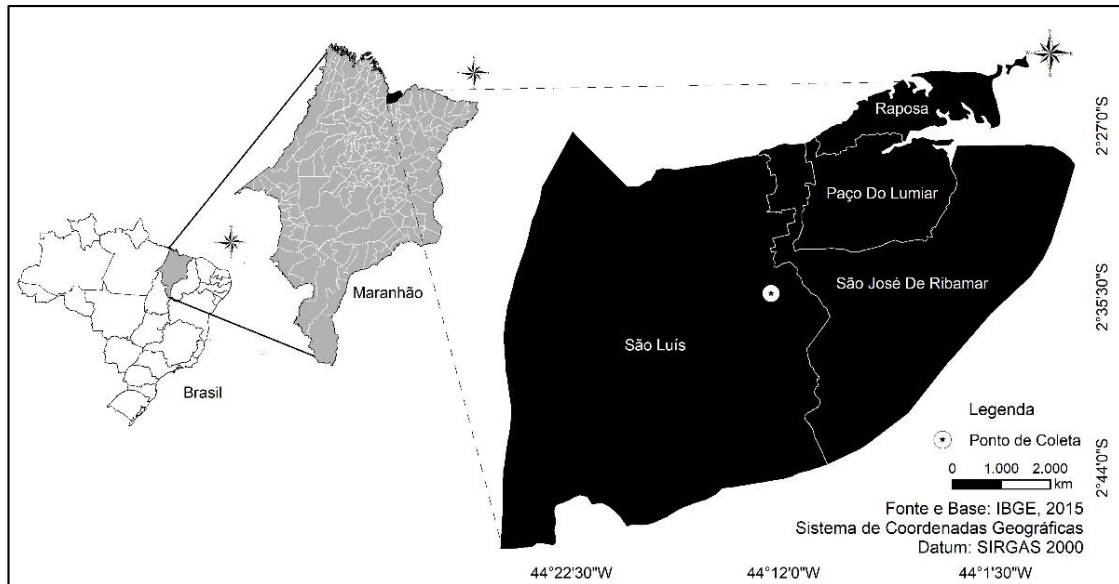 Brasil
Maranhão
Raposa
Paço Do Lumiar
São José De Ribamar
São Luís
2°27'0"S
2°35'30"S
2°44'0"S
Legenda
Ponto de Coleta
0 1.000 2.000
km
Fonte e Base: IBGE, 2015
Sistema de Coordenadas Geográficas
Datum: SIRGAS 2000
44°22'30"W 44°12'0"W 44°1'30"W